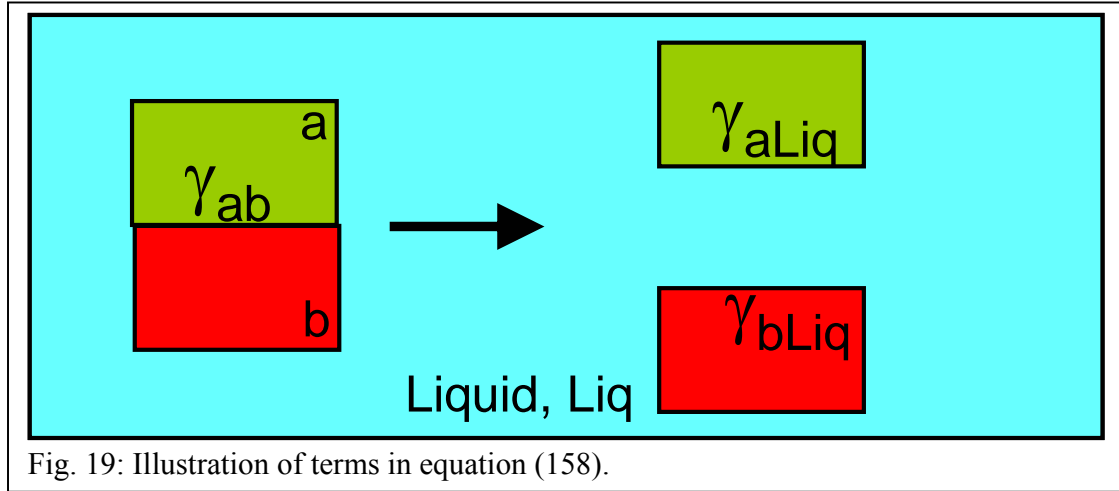 a
γaLiq
γab
γbLiq
b
Liquid, Liq
Fig. 19: Illustration of terms in equation (158).